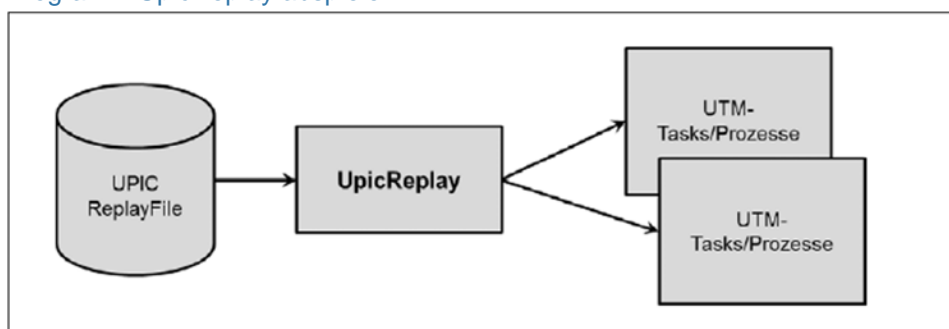 UPIC
ReplayFile
UpicReplay
UTM-
Tasks/Prozesse
UTM-
Tasks/Prozesse